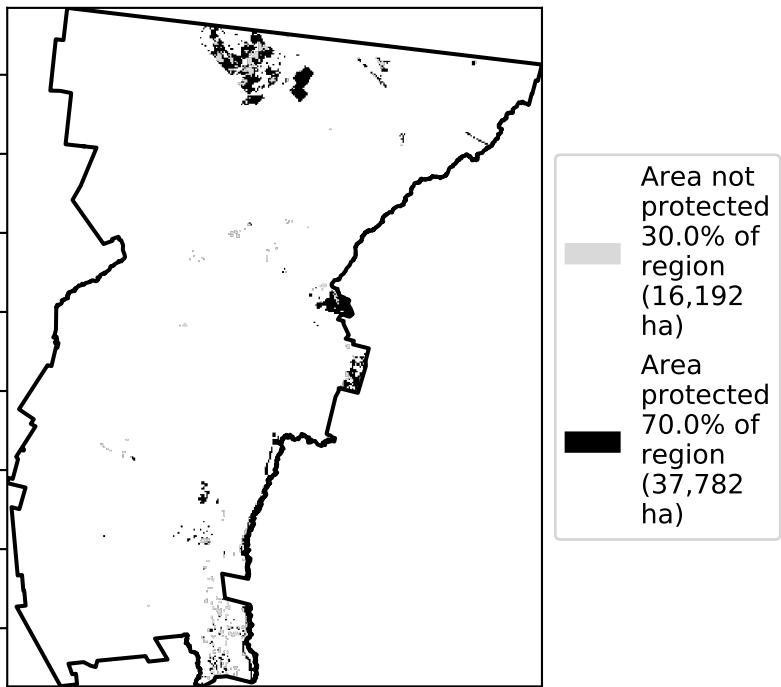 Area not
protected
30.0% of
region
(16,192
ha)
Area
protected
70.0% of
region
(37,782
ha)